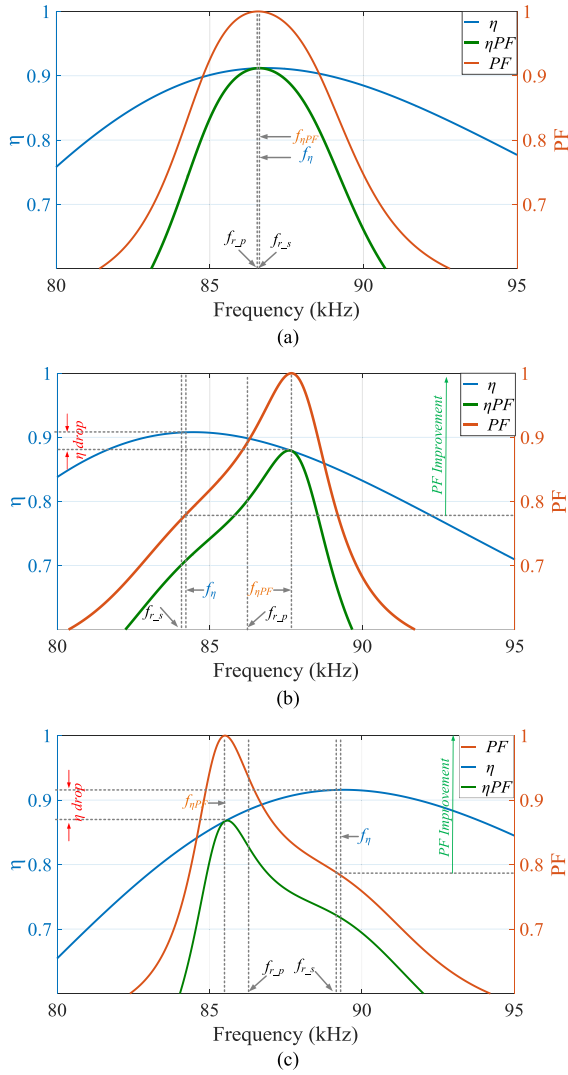 1
1
η
ηPF
PF
0.9
0.9
0.8
0.8
0.7
0.7
η
PF
f_ηPF
f_η
f_r_p
f_r_s
80
85
90
95
Frequency (kHz)
(a)
1
1
η
ηPF
PF
0.9
0.9
0.8
0.8
0.7
0.7
η
PF
η drop
PF Improvement
f_η
f_ηPF
f_r_s
f_r_p
80
85
90
95
Frequency (kHz)
(b)
1
1
PF
η
ηPF
0.9
0.9
0.8
0.8
0.7
0.7
η
PF
η drop
PF Improvement
f_ηPF
f_η
f_r_p
f_r_s
80
85
90
95
Frequency (kHz)
(c)